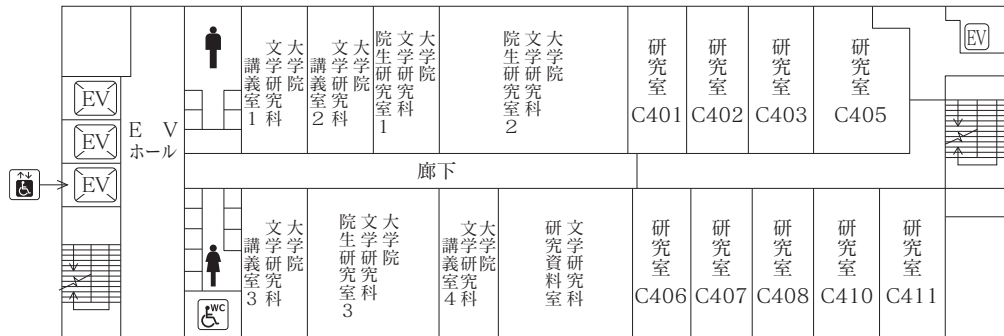 EV
EV
EV
E V
ホール
大学院
文学研究科
講義室1
大学院
文学研究科
講義室2
大学院
文学研究科
院生研究室1
大学院
文学研究科
院生研究室2
研究室
C401
研究室
C402
研究室
C403
研究室
C405
EV
廊下
大学院
文学研究科
講義室3
大学院
文学研究科
院生研究室3
大学院
文学研究科
講義室4
文学研究科
研究資料室
研究室
C406
研究室
C407
研究室
C408
研究室
C410
研究室
C411
WC